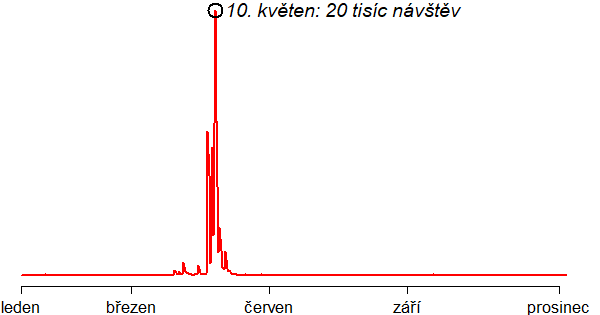 10. květen: 20 tisíc návštěv
leden březen červen září prosinec